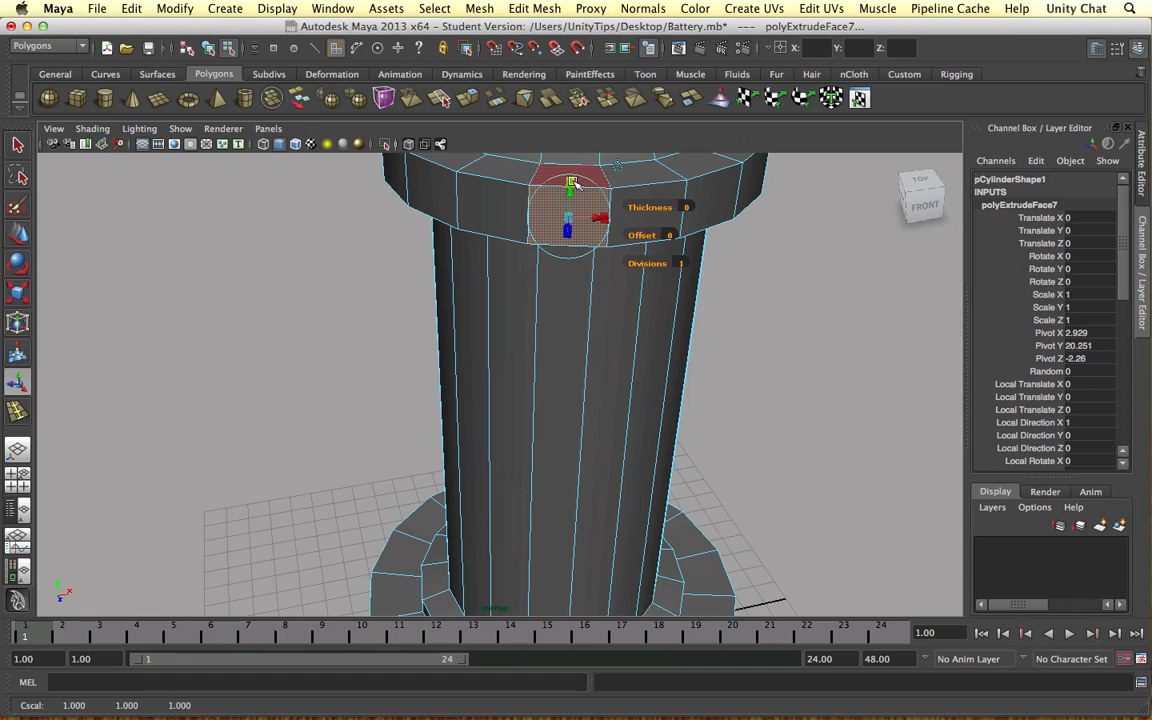 Maya File Edit Modify Create Display Window Assets Select Mesh Edit Mesh Proxy Normals Color Create UVs Edit UVs Muscle Pipeline Cache Help Unity Chat
Autodesk Maya 2013 x64 - Student Version: /Users/UnityTips/Desktop/Battery.mb* --- polyExtrudeFace7...
Polygons X: Y: Z:
General Curves Surfaces Polygons Subdivs Deformation Animation Dynamics Rendering PaintEffects Toon Muscle Fluids Fur Hair nCloth Custom Rigging
View Shading Lighting Show Renderer Panels
Channel Box / Layer Editor
Channels Edit Object Show
pCylinderShape1
INPUTS
polyExtrudeFace7
Translate X 0
Translate Y 0
Translate Z 0
Rotate X 0
Rotate Y 0
Rotate Z 0
Scale X 1
Scale Y 1
Scale Z 1
Pivot X 2.929
Pivot Y 20.251
Pivot Z -2.26
Random 0
Local Translate X 0
Local Translate Y 0
Local Translate Z 0
Local Direction X 1
Local Direction Y 0
Local Direction Z 0
Local Rotate X 0
Attribute Editor
Channel Box / Layer Editor
TOP
FRONT
Thickness 0
Offset 0
Divisions 1
Display Render Anim
Layers Options Help
persp
1 2 3 4 5 6 7 8 9 10 11 12 13 14 15 16 17 18 19 20 21 22 23 24
1 1.00
1.00 1.00 1 24 24.00 48.00 No Anim Layer No Character Set
MEL
Cscal: 1.000 1.000 1.000